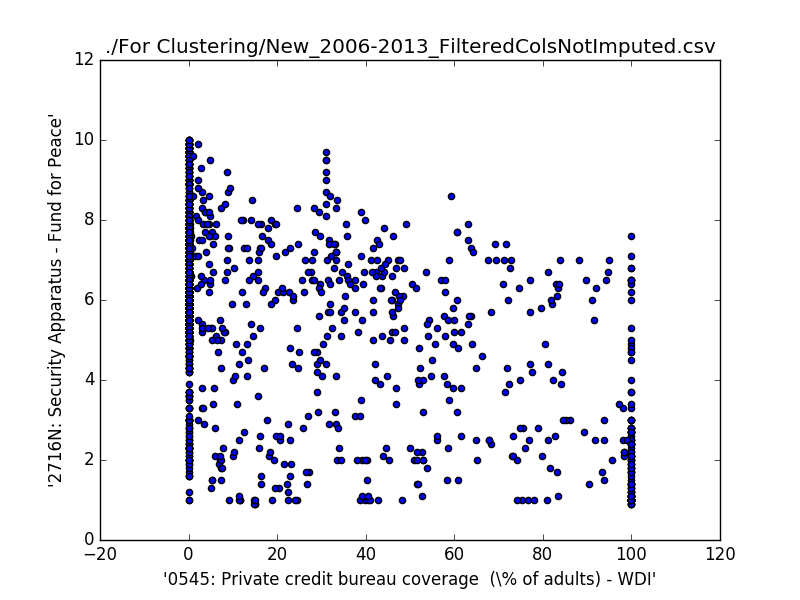 ./For Clustering/New_2006-2013_FilteredColsNotImputed.csv
12
10
8
6
4
2
0
'2716N: Security Apparatus - Fund for Peace'
−20 0 20 40 60 80 100 120
'0545: Private credit bureau coverage  (\% of adults) - WDI'